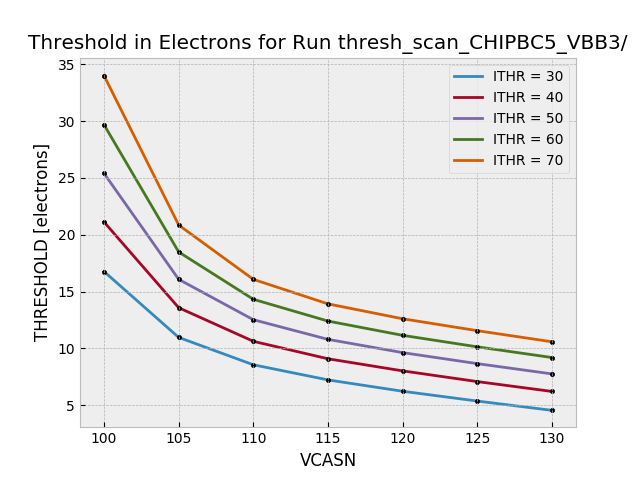 Threshold in Electrons for Run thresh_scan_CHIPBC5_VBB3/
THRESHOLD [electrons]
35
30
25
20
15
10
5
ITHR = 30
ITHR = 40
ITHR = 50
ITHR = 60
ITHR = 70
100 105 110 115 120 125 130
VCASN